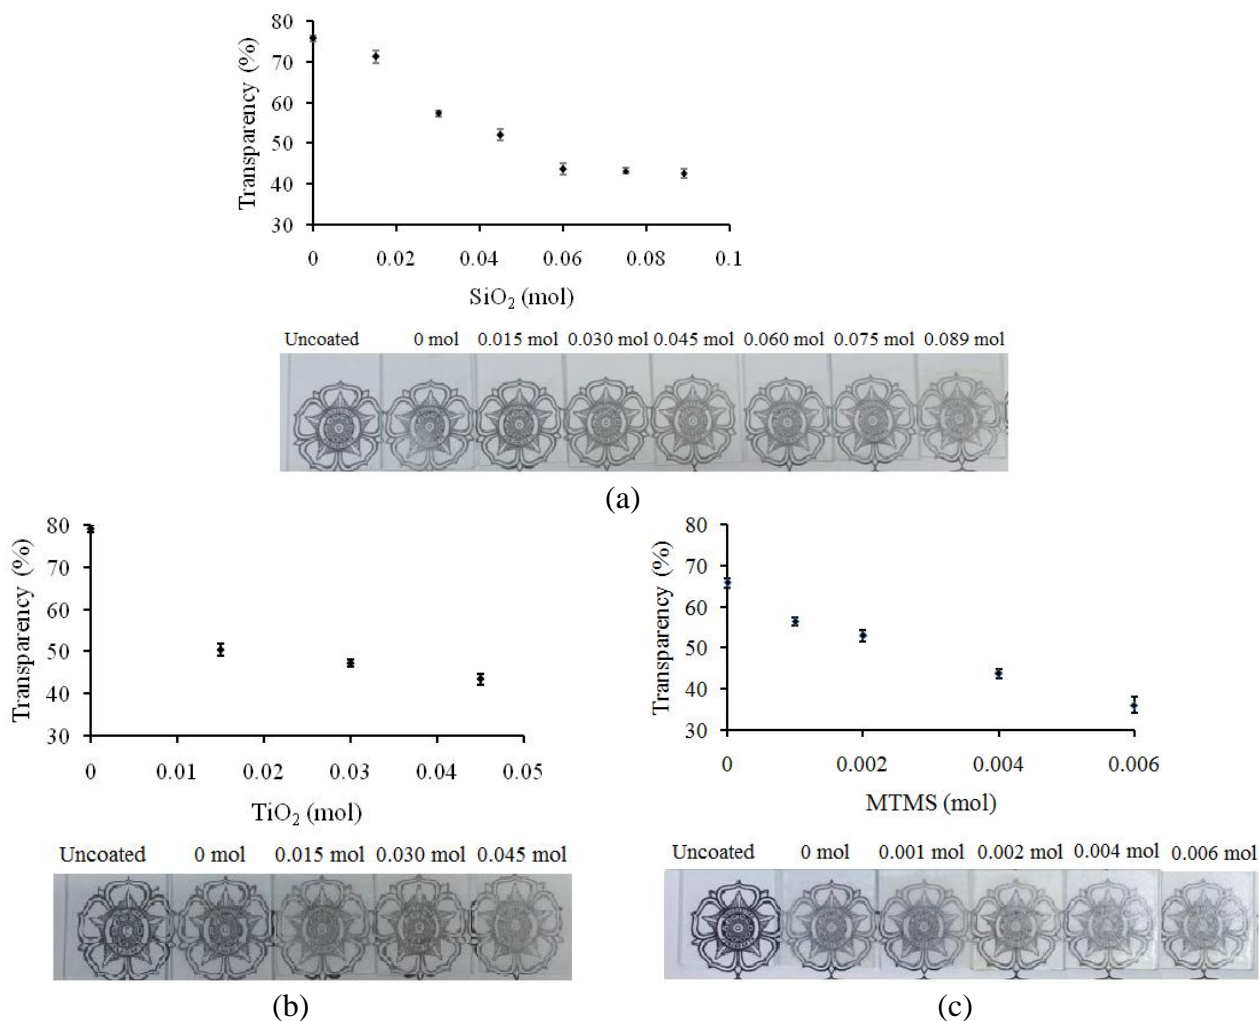 80
70
60
50
40
30
Transparency (%)
0 0.02 0.04 0.06 0.08 0.1
SiO₂ (mol)
Uncoated 0 mol 0.015 mol 0.030 mol 0.045 mol 0.060 mol 0.075 mol 0.089 mol
(a)
80
70
60
50
40
30
Transparency (%)
0 0.01 0.02 0.03 0.04 0.05
TiO₂ (mol)
Uncoated 0 mol 0.015 mol 0.030 mol 0.045 mol
(b)
80
70
60
50
40
30
Transparency (%)
0 0.002 0.004 0.006
MTMS (mol)
Uncoated 0 mol 0.001 mol 0.002 mol 0.004 mol 0.006 mol
(c)